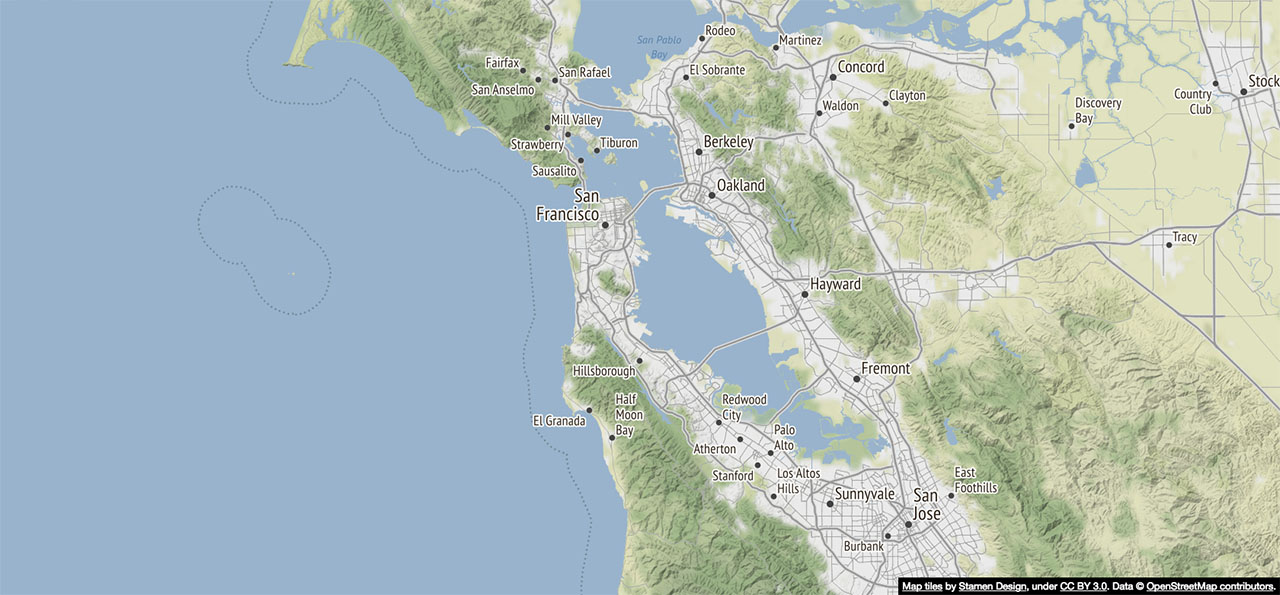 San Pablo
Bay
Rodeo
Martinez
Fairfax
San Rafael
El Sobrante
Concord
San Anselmo
Clayton
Waldon
Country
Club
Stock
Discovery
Bay
Mill Valley
Strawberry
Tiburon
Berkeley
Sausalito
Oakland
San
Francisco
Tracy
Hayward
Hillsborough
Fremont
El Granada
Half
Moon
Bay
Redwood
City
Atherton
Palo
Alto
Stanford
Los Altos
Hills
Sunnyvale
San
Jose
East
Foothills
Burbank
Map tiles by Stamen Design, under CC BY 3.0. Data © OpenStreetMap contributors.